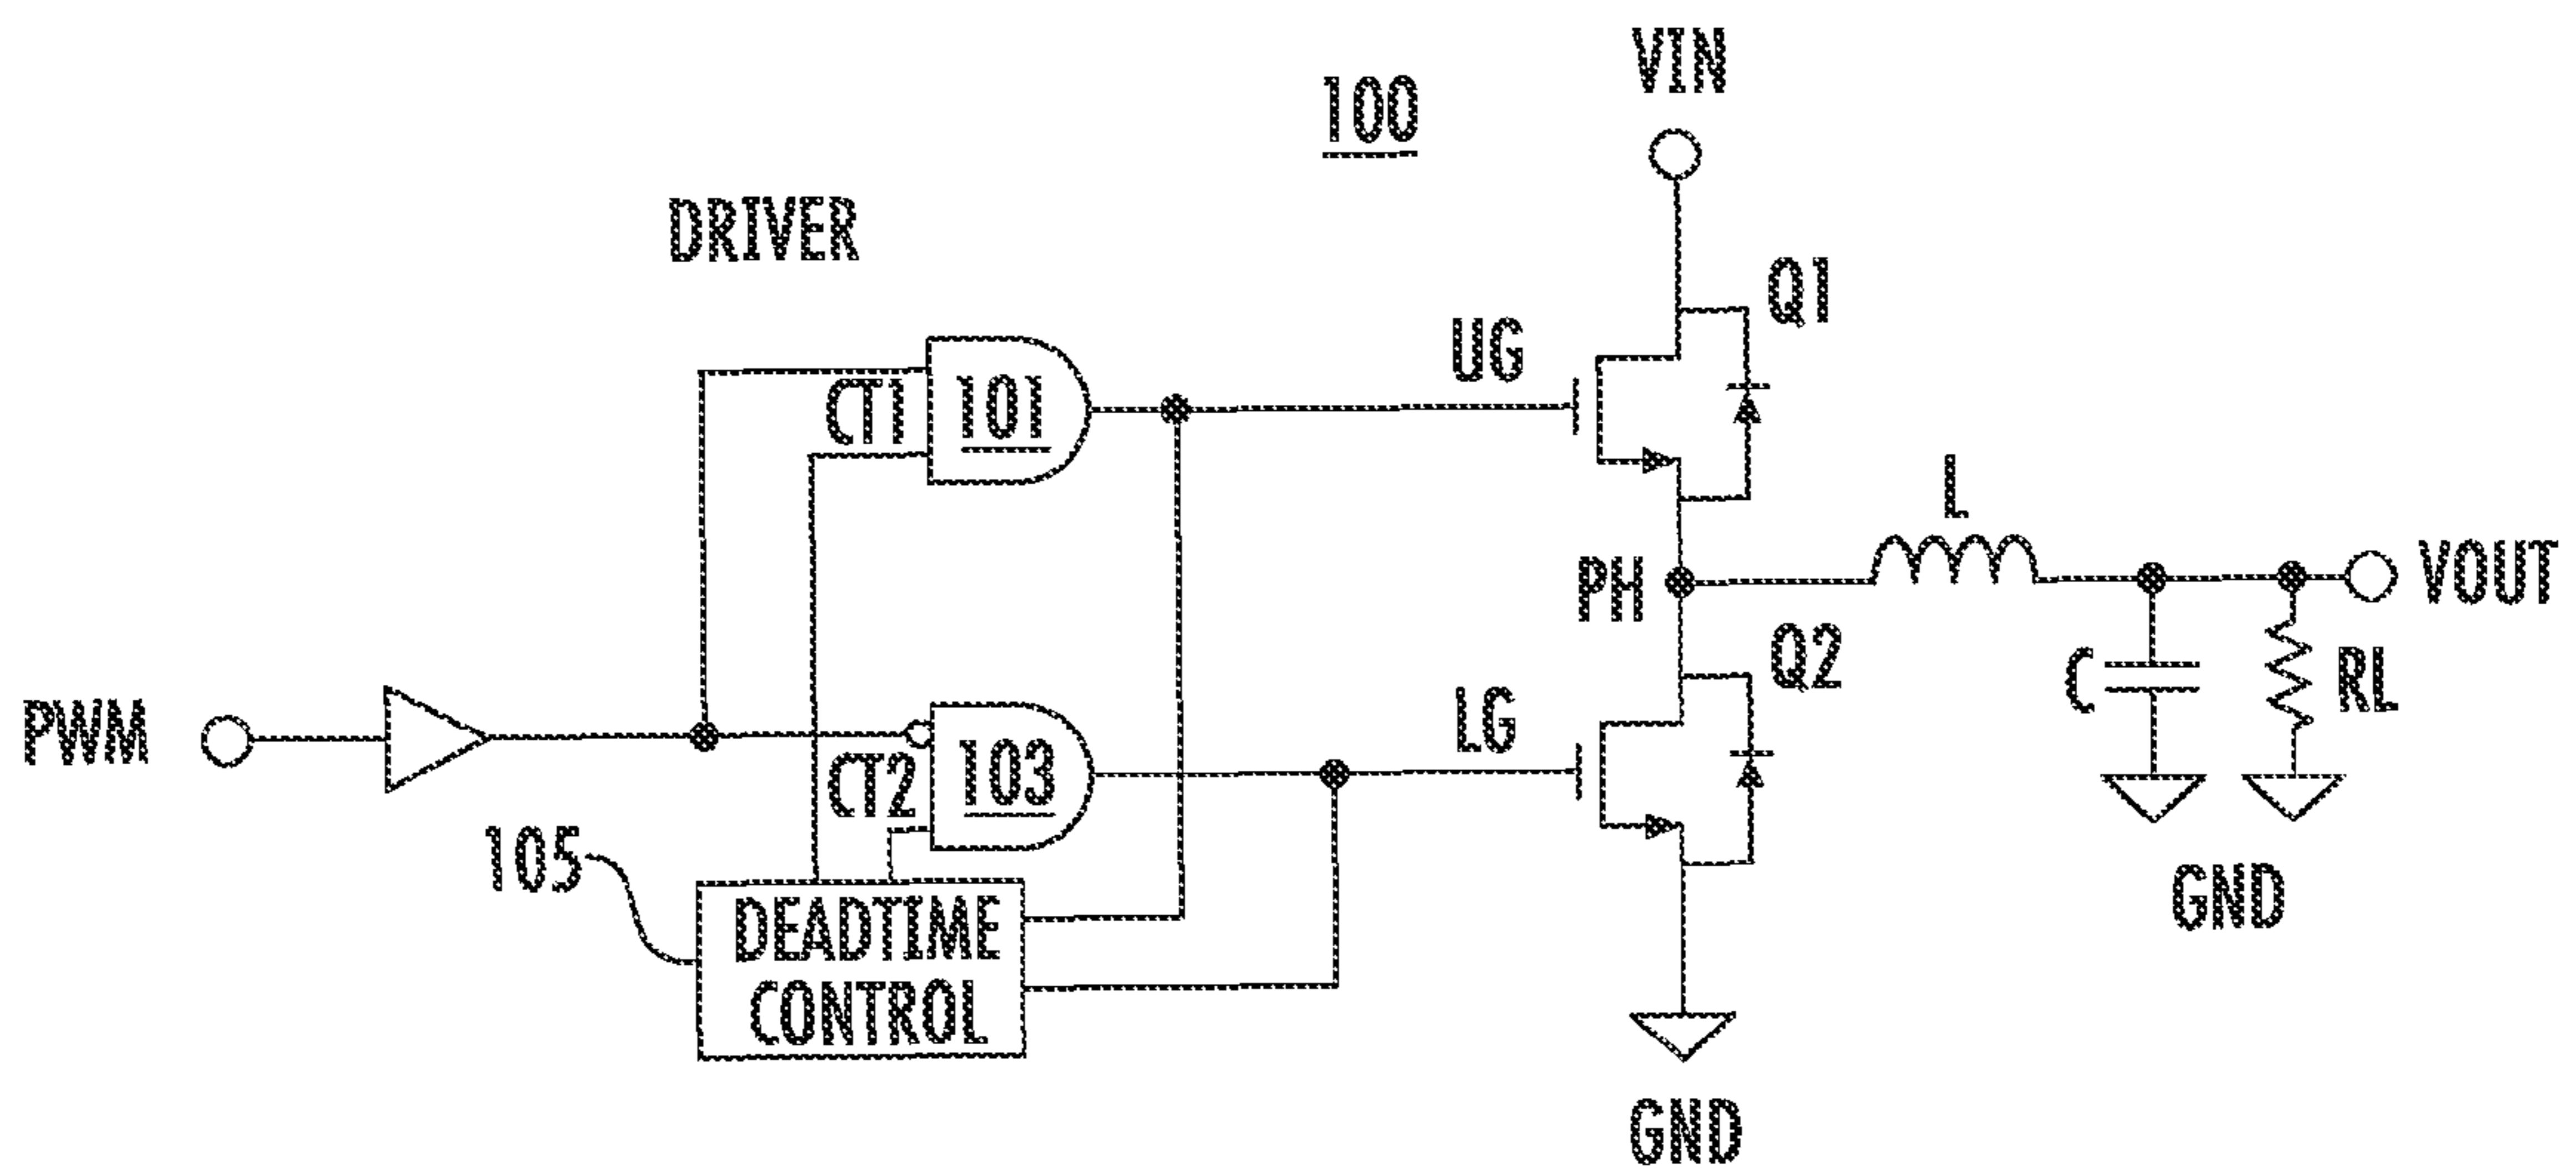 100
VIN
DRIVER
Q1
UG
CT1
101
L
PH
VOUT
Q2
C
RL
LG
PWM
103
CT2
105
DEADTIME
CONTROL
GND
GND